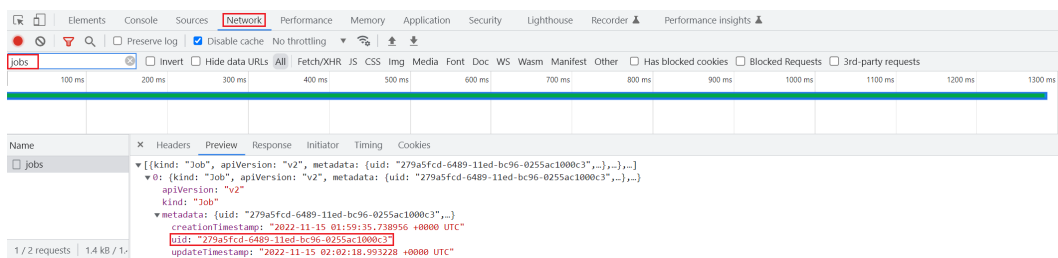 Elements Console Sources Network Performance Memory Application Security Lighthouse Recorder Performance insights
Preserve log Disable cache No throttling
jobs Invert Hide data URLs All Fetch/XHR JS CSS Img Media Font Doc WS Wasm Manifest Other Has blocked cookies Blocked Requests 3rd-party requests
100 ms 200 ms 300 ms 400 ms 500 ms 600 ms 700 ms 800 ms 900 ms 1000 ms 1100 ms 1200 ms 1300 ms
Name × Headers Preview Response Initiator Timing Cookies
jobs ▼[{kind: "Job", apiVersion: "v2", metadata: {uid: "279a5fcd-6489-11ed-bc96-0255ac1000c3",…},…},…]
▼0: {kind: "Job", apiVersion: "v2", metadata: {uid: "279a5fcd-6489-11ed-bc96-0255ac1000c3",…},…}
apiVersion: "v2"
kind: "Job"
▼metadata: {uid: "279a5fcd-6489-11ed-bc96-0255ac1000c3",…}
creationTimestamp: "2022-11-15 01:59:35.738956 +0000 UTC"
uid: "279a5fcd-6489-11ed-bc96-0255ac1000c3"
1 / 2 requests 1.4 kB / 1. updateTimestamp: "2022-11-15 02:02:18.993228 +0000 UTC"